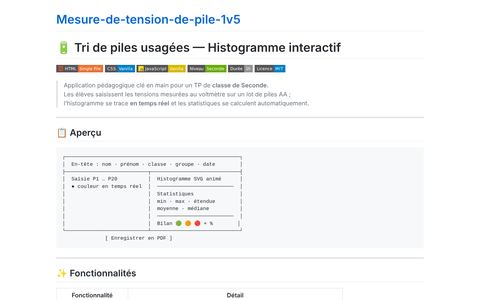 Mesure-de-tension-de-pile-1v5
🔋 Tri de piles usagées — Histogramme interactif
HTML Single File CSS Vanilla JavaScript Vanilla Niveau Seconde Durée 1h Licence MIT
Application pédagogique clé en main pour un TP de classe de Seconde.
Les élèves saisissent les tensions mesurées au voltmètre sur un lot de piles AA ;
l'histogramme se trace en temps réel et les statistiques se calculent automatiquement.
📋 Aperçu
En-tête : nom · prénom · classe · groupe · date
Saisie P1 … P20 Histogramme SVG animé
● couleur en temps réel
Statistiques
min · max · étendue
moyenne · médiane
Bilan 🟢 🟠 🔴 + %
[ Enregistrer en PDF ]
✨ Fonctionnalités
Fonctionnalité Détail